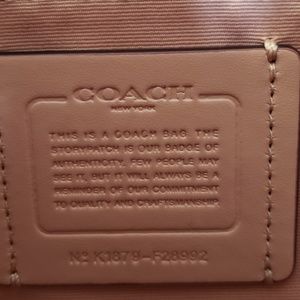 COACH
NEW YORK
THIS IS A COACH BAG. THE
STORYPATCH IS OUR BADGE OF
AUTHENTICITY. FEW PEOPLE MAY
SEE IT, BUT IT WILL ALWAYS BE A
REMINDER OF OUR COMMITMENT
TO QUALITY AND CRAFTSMANSHIP.
Nº K1879-F28992